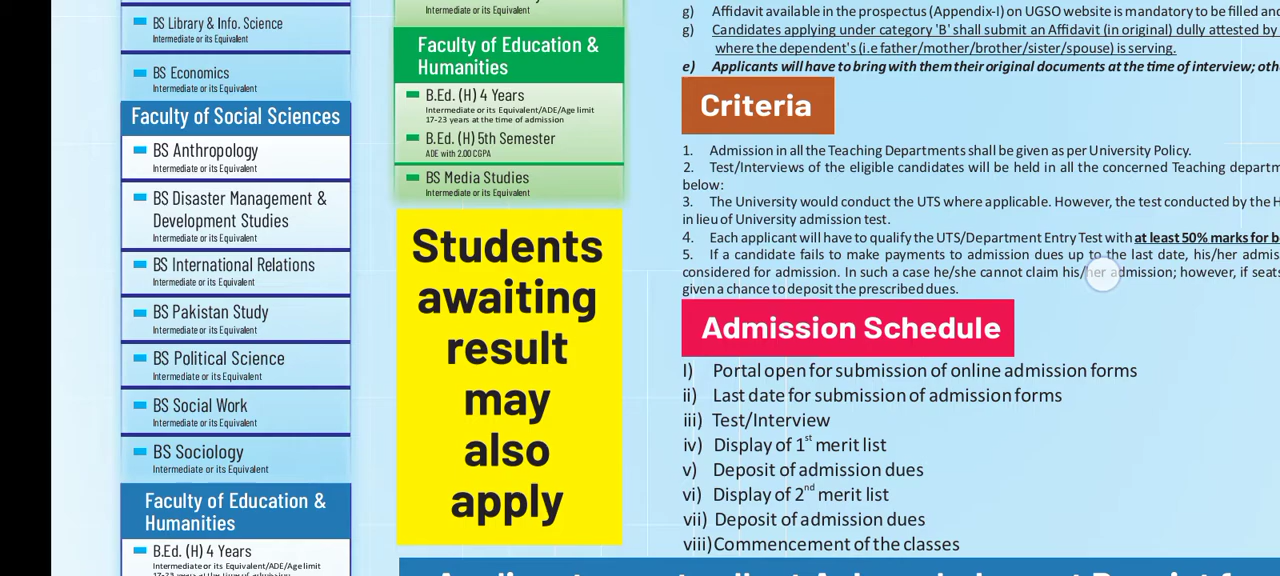 BS Library & Info. Science
Intermediate or its Equivalent
BS Economics
Intermediate or its Equivalent
Faculty of Social Sciences
BS Anthropology
Intermediate or its Equivalent
BS Disaster Management &
Development Studies
Intermediate or its Equivalent
BS International Relations
Intermediate or its Equivalent
BS Pakistan Study
Intermediate or its Equivalent
BS Political Science
Intermediate or its Equivalent
BS Social Work
Intermediate or its Equivalent
BS Sociology
Intermediate or its Equivalent
Faculty of Education &
Humanities
B.Ed. (H) 4 Years
Intermediate or its Equivalent/ADE/Age limit
Intermediate or its Equivalent
Faculty of Education &
Humanities
B.Ed. (H) 4 Years
Intermediate or its Equivalent/ADE/Age limit
17-23 years at the time of admission
B.Ed. (H) 5th Semester
ADE with 2.00 CGPA
BS Media Studies
Intermediate or its Equivalent
Students
awaiting
result
may
also
apply
g) Affidavit available in the prospectus (Appendix-I) on UGSO website is mandatory to be filled and
g) Candidates applying under category 'B' shall submit an Affidavit (in original) dully attested by
where the dependent's (i.e father/mother/brother/sister/spouse) is serving.
e) Applicants will have to bring with them their original documents at the time of interview;
Criteria
1. Admission in all the Teaching Departments shall be given as per University Policy.
2. Test/Interviews of the eligible candidates will be held in all the concerned Teaching
below:
3. The University would conduct the UTS where applicable. However, the test conducted by the
in lieu of University admission test.
4. Each applicant will have to qualify the UTS/Department Entry Test with at least 50% marks for
5. If a candidate fails to make payments to admission dues up to the last date, his/her
considered for admission. In such a case he/she cannot claim his/her admission; however, if seats
given a chance to deposit the prescribed dues.
Admission Schedule
I) Portal open for submission of online admission forms
ii) Last date for submission of admission forms
iii) Test/Interview
iv) Display of 1st merit list
v) Deposit of admission dues
vi) Display of 2nd merit list
vii) Deposit of admission dues
viii) Commencement of the classes